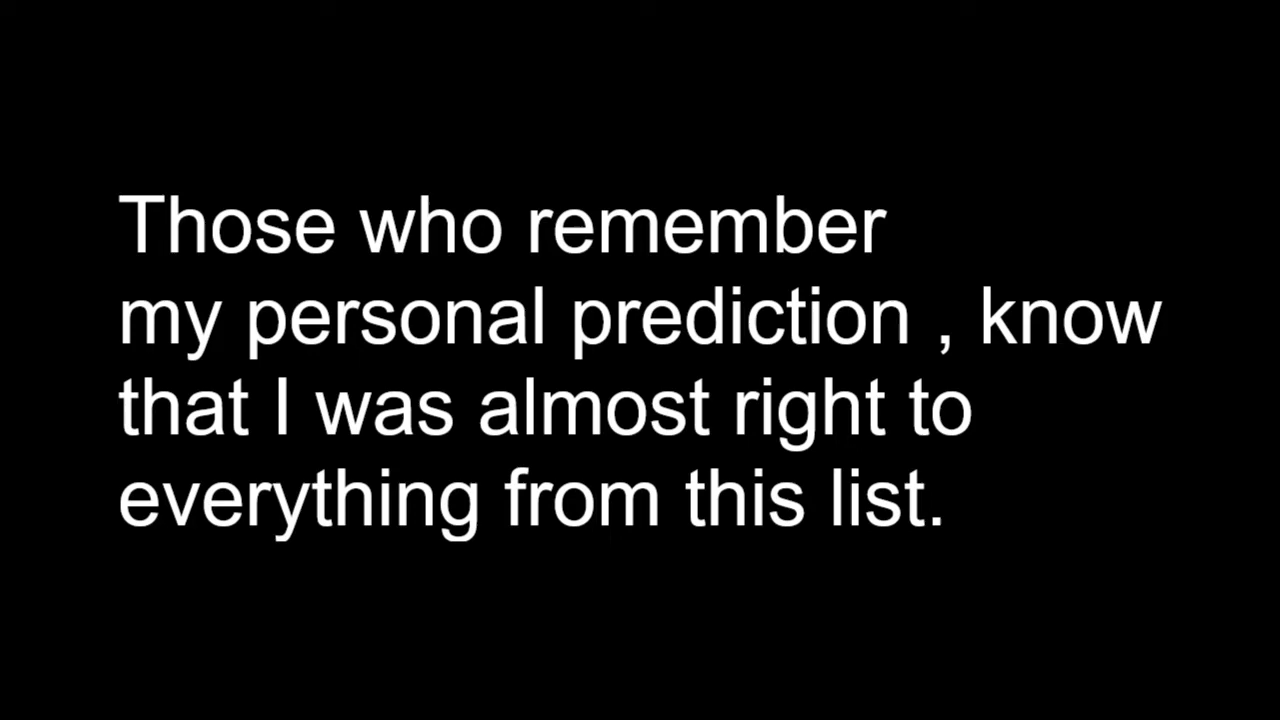 Those who remember
my personal prediction , know
that I was almost right to
everything from this list.